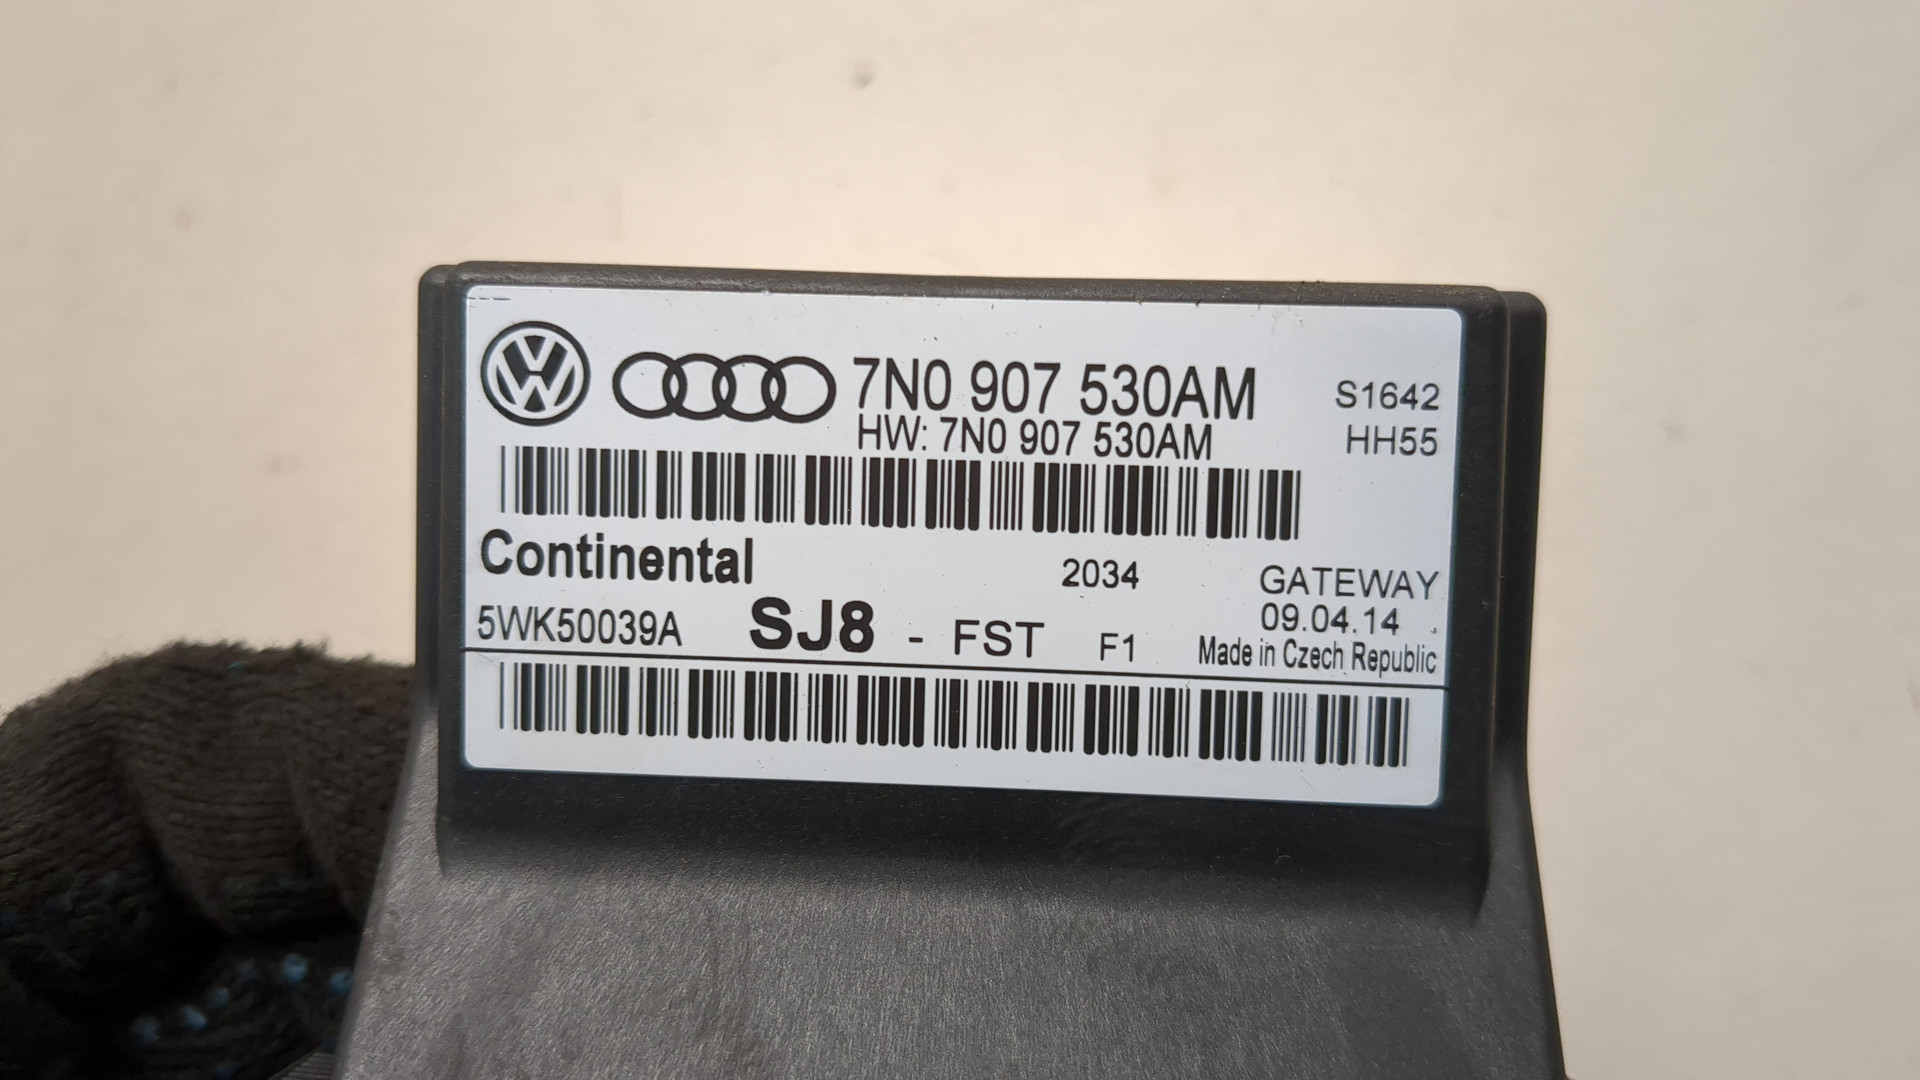 7N0 907 530AM S1642
HW: 7N0 907 530AM HH55
Continental 2034 GATEWAY
09.04.14
5WK50039A SJ8 - FST F1 Made in Czech Republic